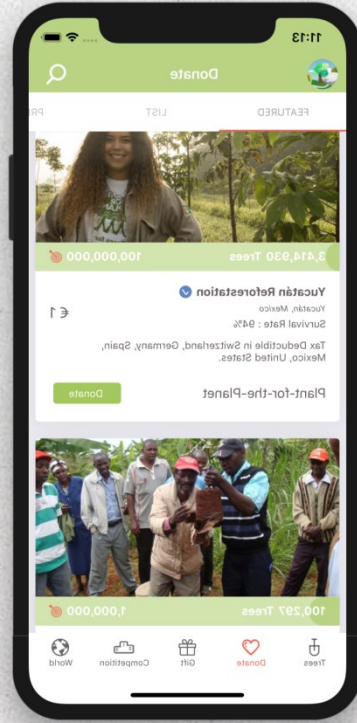 11:13
Donate
FEATURED LIST
3,414,930 Trees 100,000,000
Yucatán Reforestation
Yucatán, Mexico
Survival Rate : 94% € 1
Tax Deductible in Switzerland, Germany, Spain,
Mexico, United States.
Plant-for-the-Planet Donate
100,297 Trees 1,000,000
Trees Donate Gift Competition World